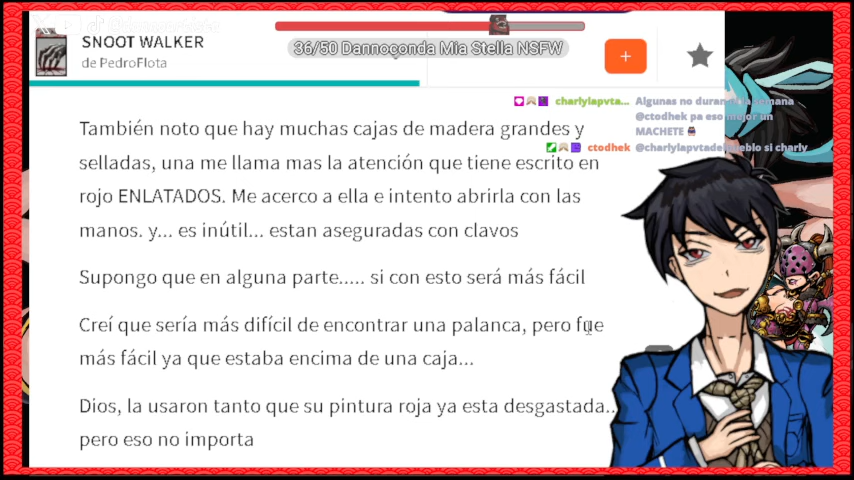 SNOOT WALKER
de PedroFlota
36/50 Dannoconda Mia Stella NSFW
+
charlylapvta... Algunas no duran ni la semana
@ctodhek pa eso mejor un
MACHETE
ctodhek @charlylapvtadelpueblo si charly
También noto que hay muchas cajas de madera grandes y
selladas, una me llama mas la atención que tiene escrito en
rojo ENLATADOS. Me acerco a ella e intento abrirla con las
manos. y... es inútil... estan aseguradas con clavos
Supongo que en alguna parte..... si con esto será más fácil
Creí que sería más difícil de encontrar una palanca, pero fue
más fácil ya que estaba encima de una caja...
Dios, la usaron tanto que su pintura roja ya esta desgastada..
pero eso no importa